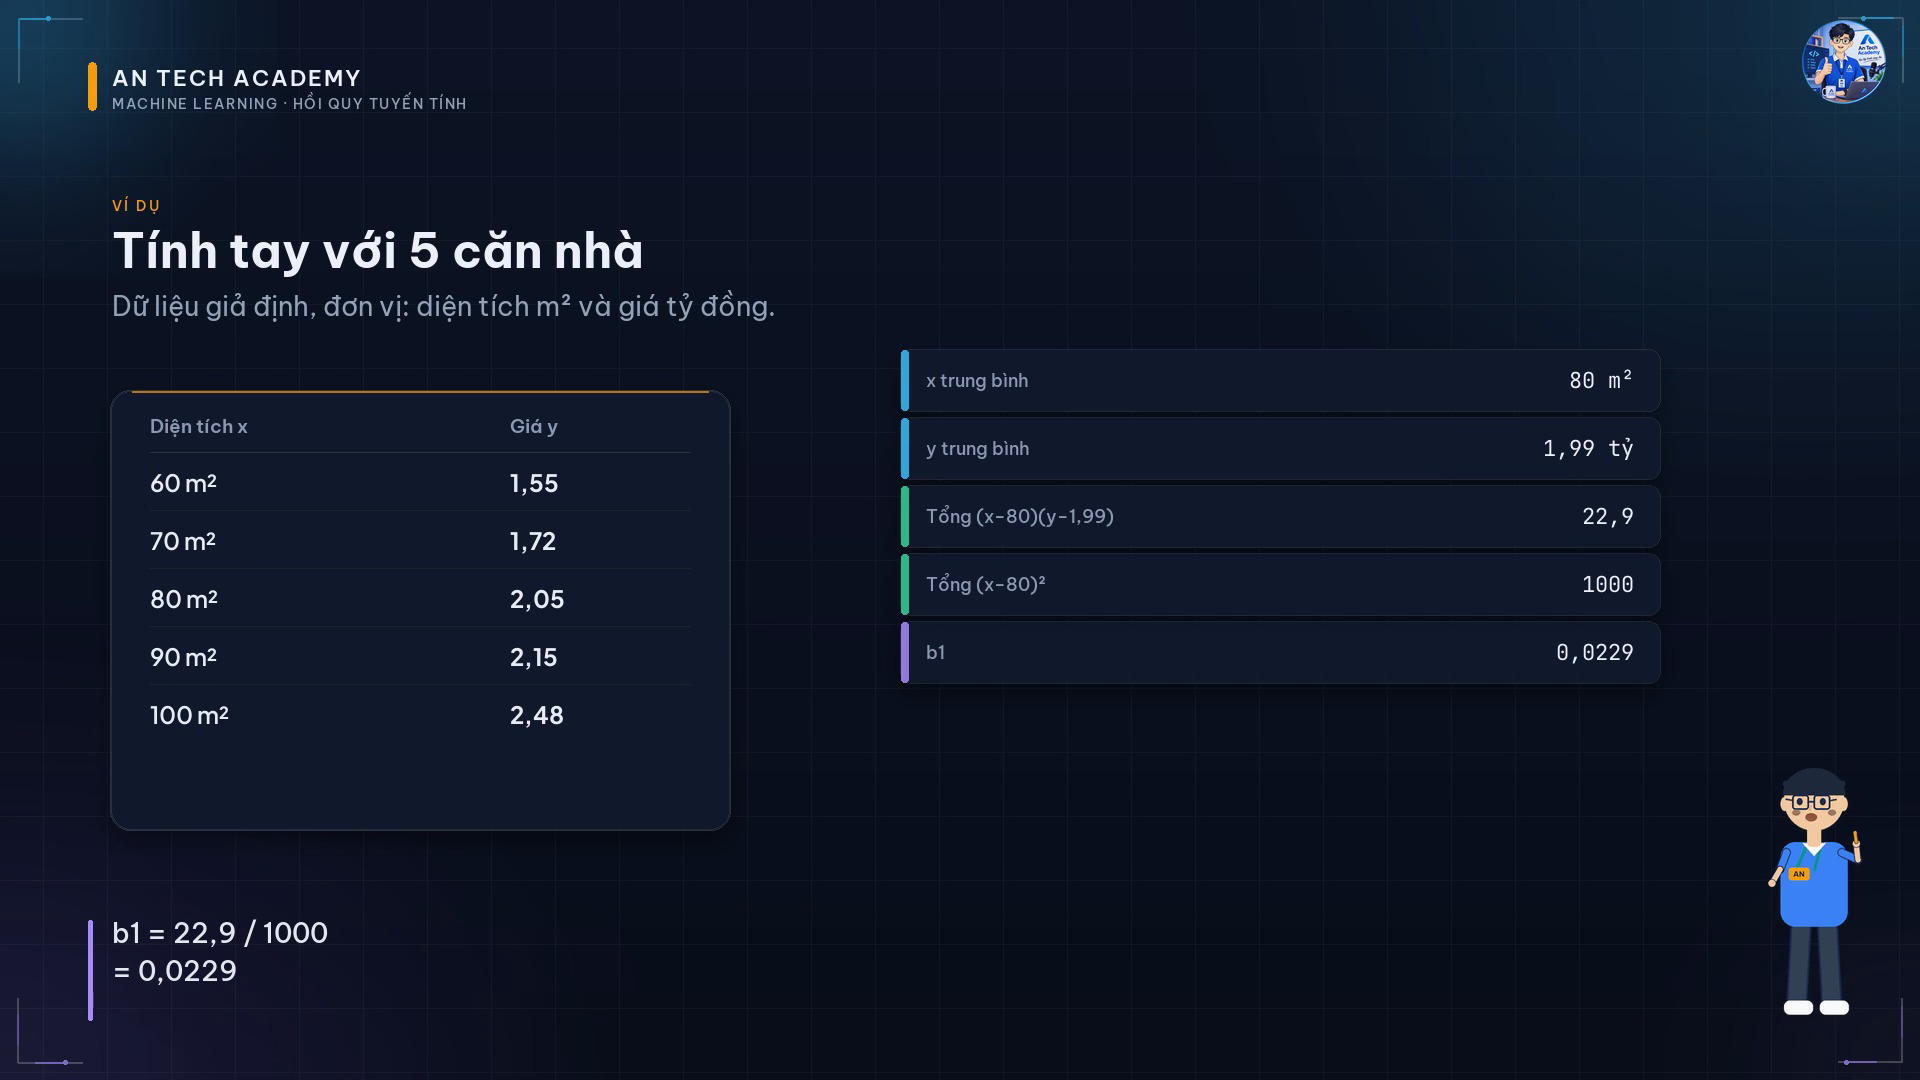 AN TECH ACADEMY
MACHINE LEARNING · HỒI QUY TUYẾN TÍNH
An Tech
Academy
VÍ DỤ
Tính tay với 5 căn nhà
Dữ liệu giả định, đơn vị: diện tích m² và giá tỷ đồng.
Diện tích x Giá y
60 m² 1,55
70 m² 1,72
80 m² 2,05
90 m² 2,15
100 m² 2,48
x trung bình 80 m²
y trung bình 1,99 tỷ
Tổng (x-80)(y-1,99) 22,9
Tổng (x-80)² 1000
b1 0,0229
AN
b1 = 22,9 / 1000
= 0,0229